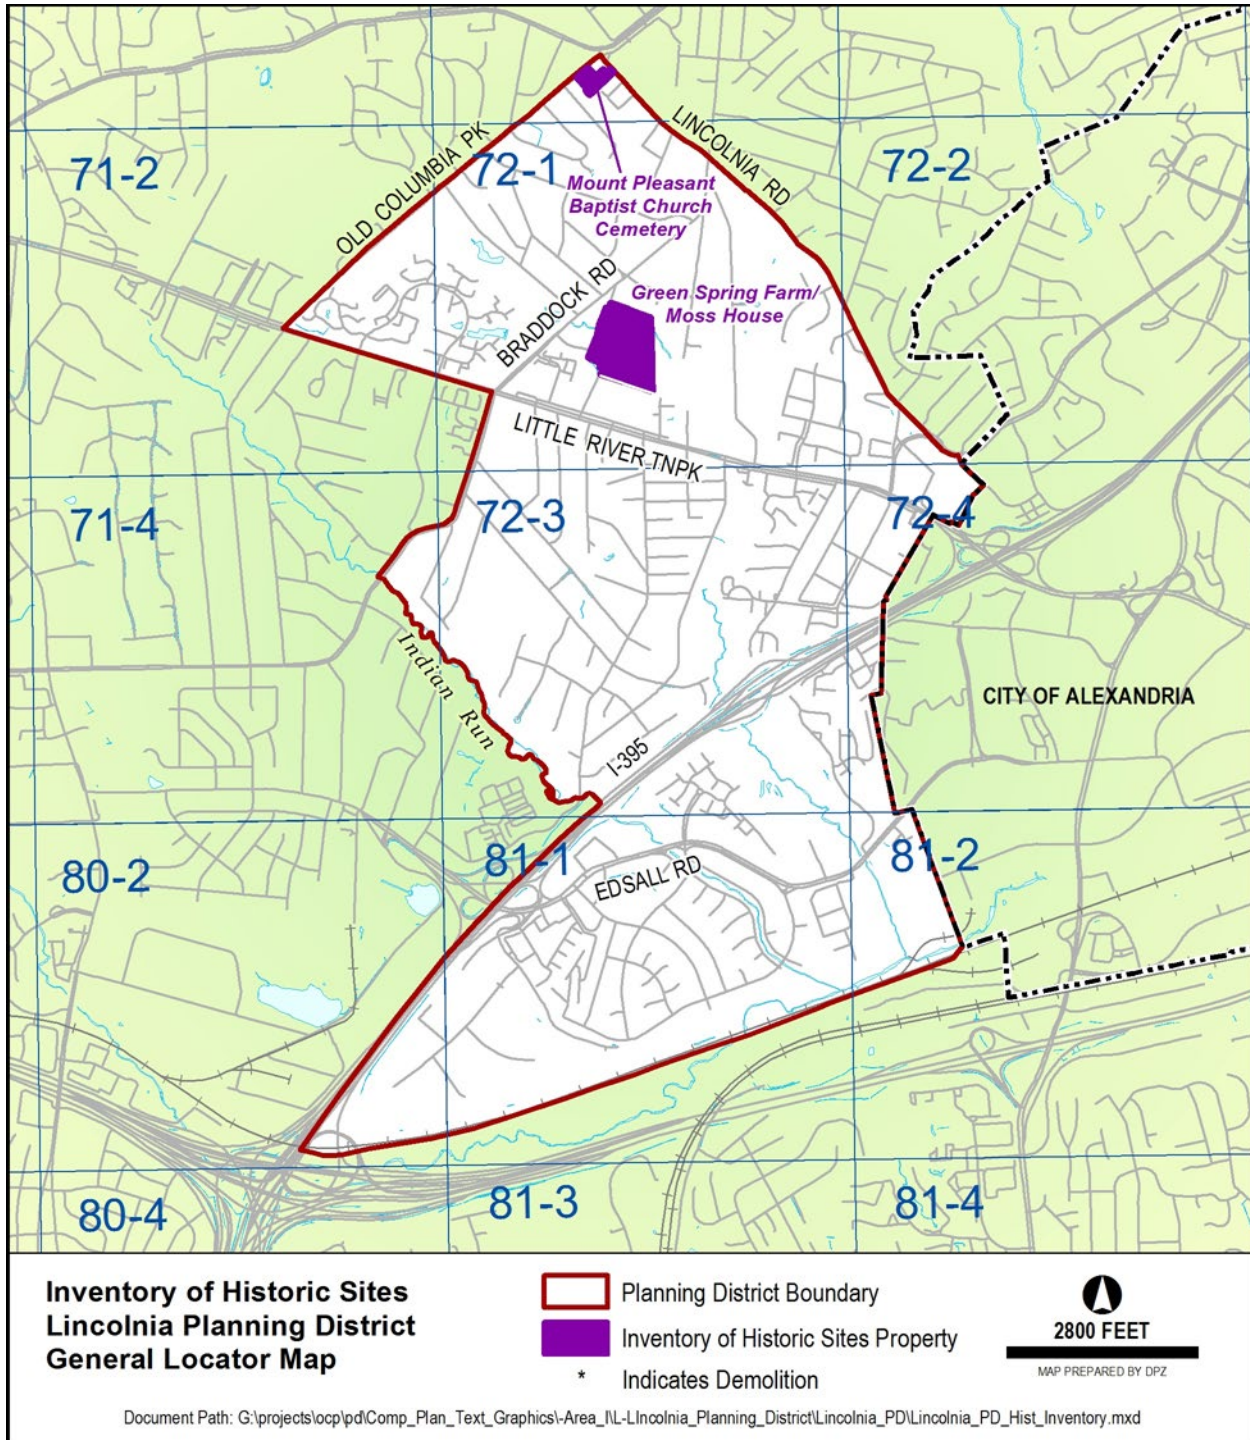 71-2
OLD COLUMBIA PK
72-1
LINCOLNIA RD
72-2
Mount Pleasant
Baptist Church
Cemetery
BRADDOCK RD
Green Spring Farm/
Moss House
LITTLE RIVER TNPK
71-4
72-3
72-4
Indian Run
CITY OF ALEXANDRIA
I-395
80-2
81-1
EDSALL RD
81-2
80-4
81-3
81-4
Inventory of Historic Sites
Lincolnia Planning District
General Locator Map
Planning District Boundary
Inventory of Historic Sites Property
* Indicates Demolition
2800 FEET
MAP PREPARED BY DPZ
Document Path: G:\projects\ocp\pd\Comp_Plan_Text_Graphics\-Area_I\L-LIncolnia_Planning_District\Lincolnia_PD\Lincolnia_PD_Hist_Inventory.mxd